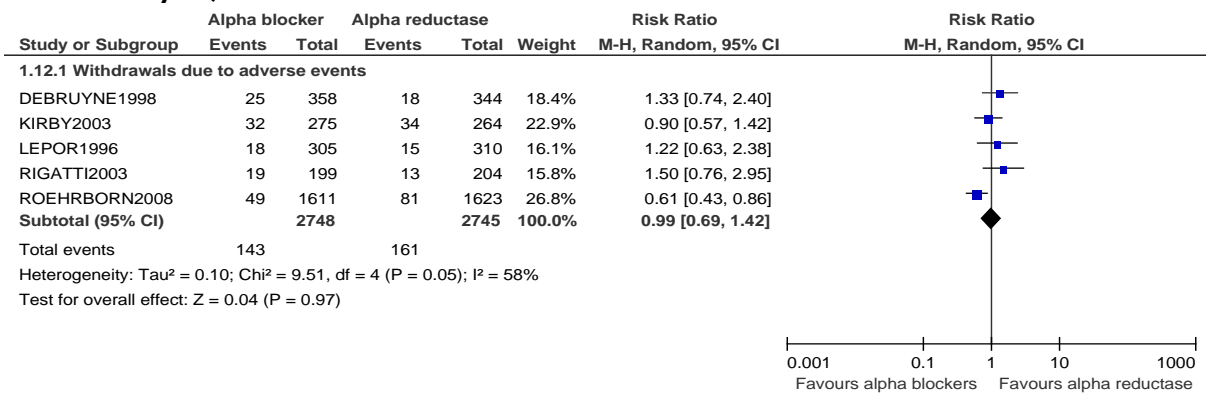 Alpha blocker Alpha reductase Risk Ratio Risk Ratio
Study or Subgroup Events Total Events Total Weight M-H, Random, 95% CI M-H, Random, 95% CI
1.12.1 Withdrawals due to adverse events
DEBRUYNE1998 25 358 18 344 18.4% 1.33 [0.74, 2.40]
KIRBY2003 32 275 34 264 22.9% 0.90 [0.57, 1.42]
LEPOR1996 18 305 15 310 16.1% 1.22 [0.63, 2.38]
RIGATTI2003 19 199 13 204 15.8% 1.50 [0.76, 2.95]
ROEHRBORN2008 49 1611 81 1623 26.8% 0.61 [0.43, 0.86]
Subtotal (95% CI) 2748 2745 100.0% 0.99 [0.69, 1.42]
Total events 143 161
Heterogeneity: Tau² = 0.10; Chi² = 9.51, df = 4 (P = 0.05); I² = 58%
Test for overall effect: Z = 0.04 (P = 0.97)
0.001 0.1 1 10 1000
Favours alpha blockers Favours alpha reductase